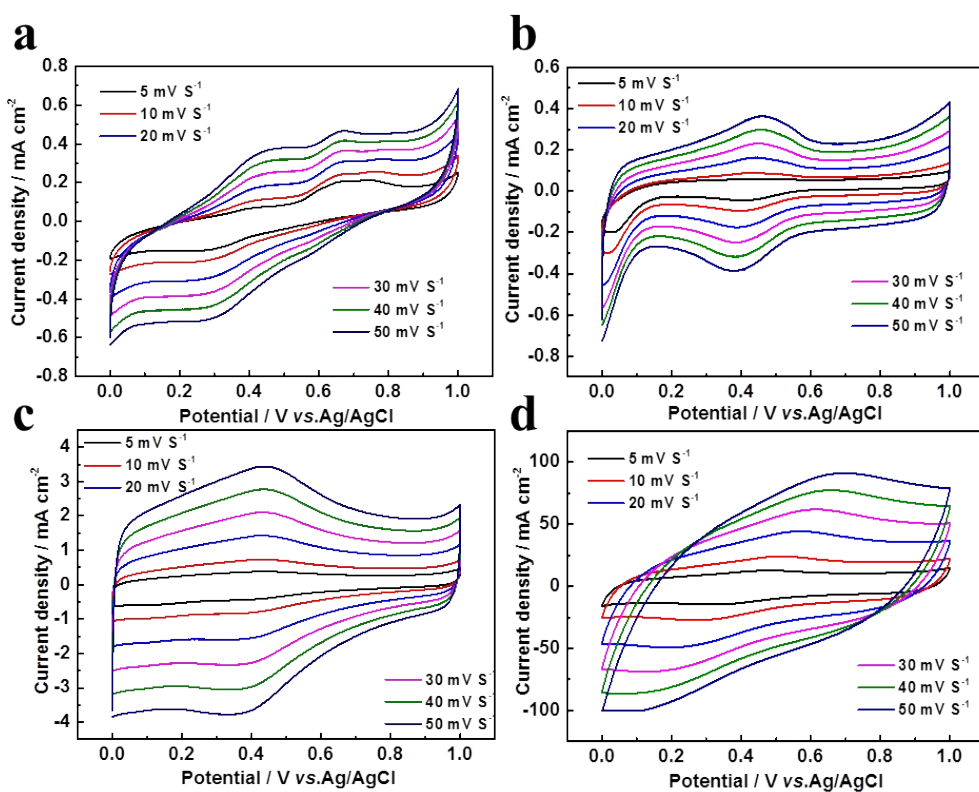 a
0.8
0.6
0.4
0.2
0.0
-0.2
-0.4
-0.6
0.8
Current density / mA cm-2
5 mV S-1
10 mV S-1
20 mV S-1
30 mV S-1
40 mV S-1
50 mV S-1
0.0 0.2 0.4 0.6 0.8 1.0
Potential / V vs.Ag/AgCl
b
0.6
0.4
0.2
0.0
-0.2
-0.4
-0.6
-0.8
Current density / mA cm-2
5 mV S-1
10 mV S-1
20 mV S-1
30 mV S-1
40 mV S-1
50 mV S-1
0.0 0.2 0.4 0.6 0.8 1.0
Potential / V vs.Ag/AgCl
c
4
3
2
1
0
-1
-2
-3
-4
Current density / mA cm-2
5 mV S-1
10 mV S-1
20 mV S-1
30 mV S-1
40 mV S-1
50 mV S-1
0.0 0.2 0.4 0.6 0.8 1.0
Potential / V vs.Ag/AgCl
d
100
50
0
-50
-100
Current density / mA cm-2
5 mV S-1
10 mV S-1
20 mV S-1
30 mV S-1
40 mV S-1
50 mV S-1
0.0 0.2 0.4 0.6 0.8 1.0
Potential / V vs.Ag/AgCl